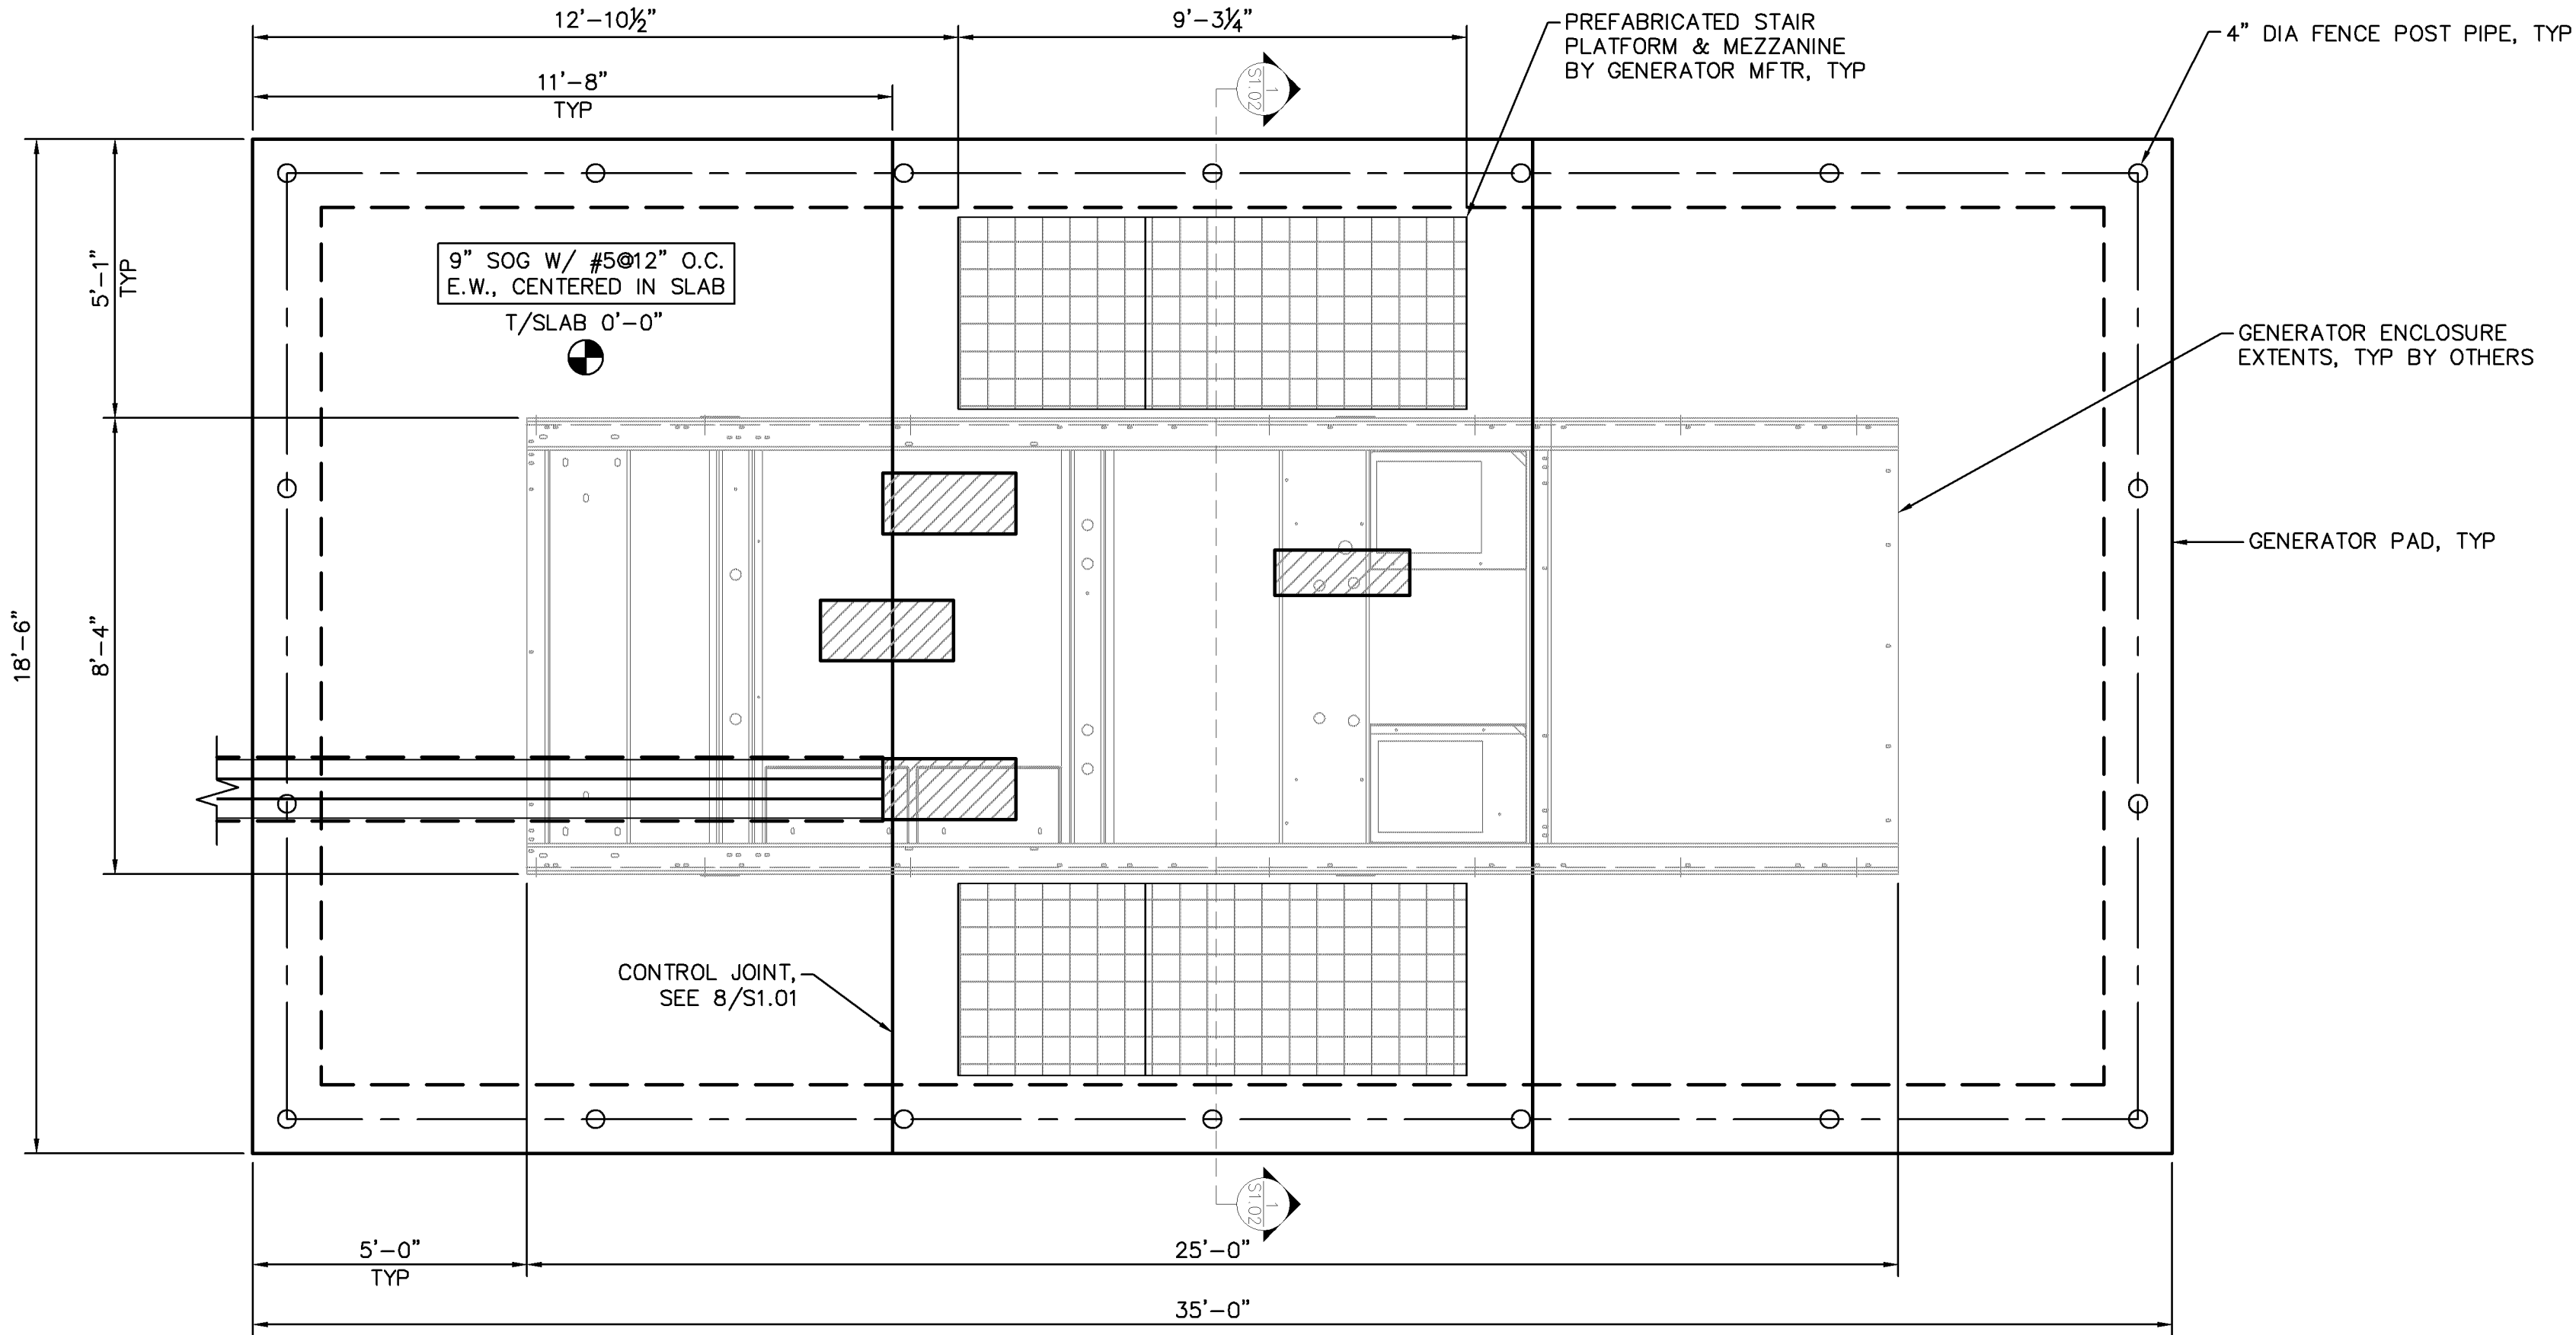 12'-10½"
9'-3¼"
PREFABRICATED STAIR
PLATFORM & MEZZANINE
BY GENERATOR MFTR, TYP
4" DIA FENCE POST PIPE, TYP
11'-8"
TYP
1
S1.02
5'-1"
TYP
9" SOG W/ #5@12" O.C.
E.W., CENTERED IN SLAB
T/SLAB 0'-0"
GENERATOR ENCLOSURE
EXTENTS, TYP BY OTHERS
GENERATOR PAD, TYP
18'-6"
8'-4"
CONTROL JOINT,
SEE 8/S1.01
1
S1.02
5'-0"
TYP
25'-0"
35'-0"